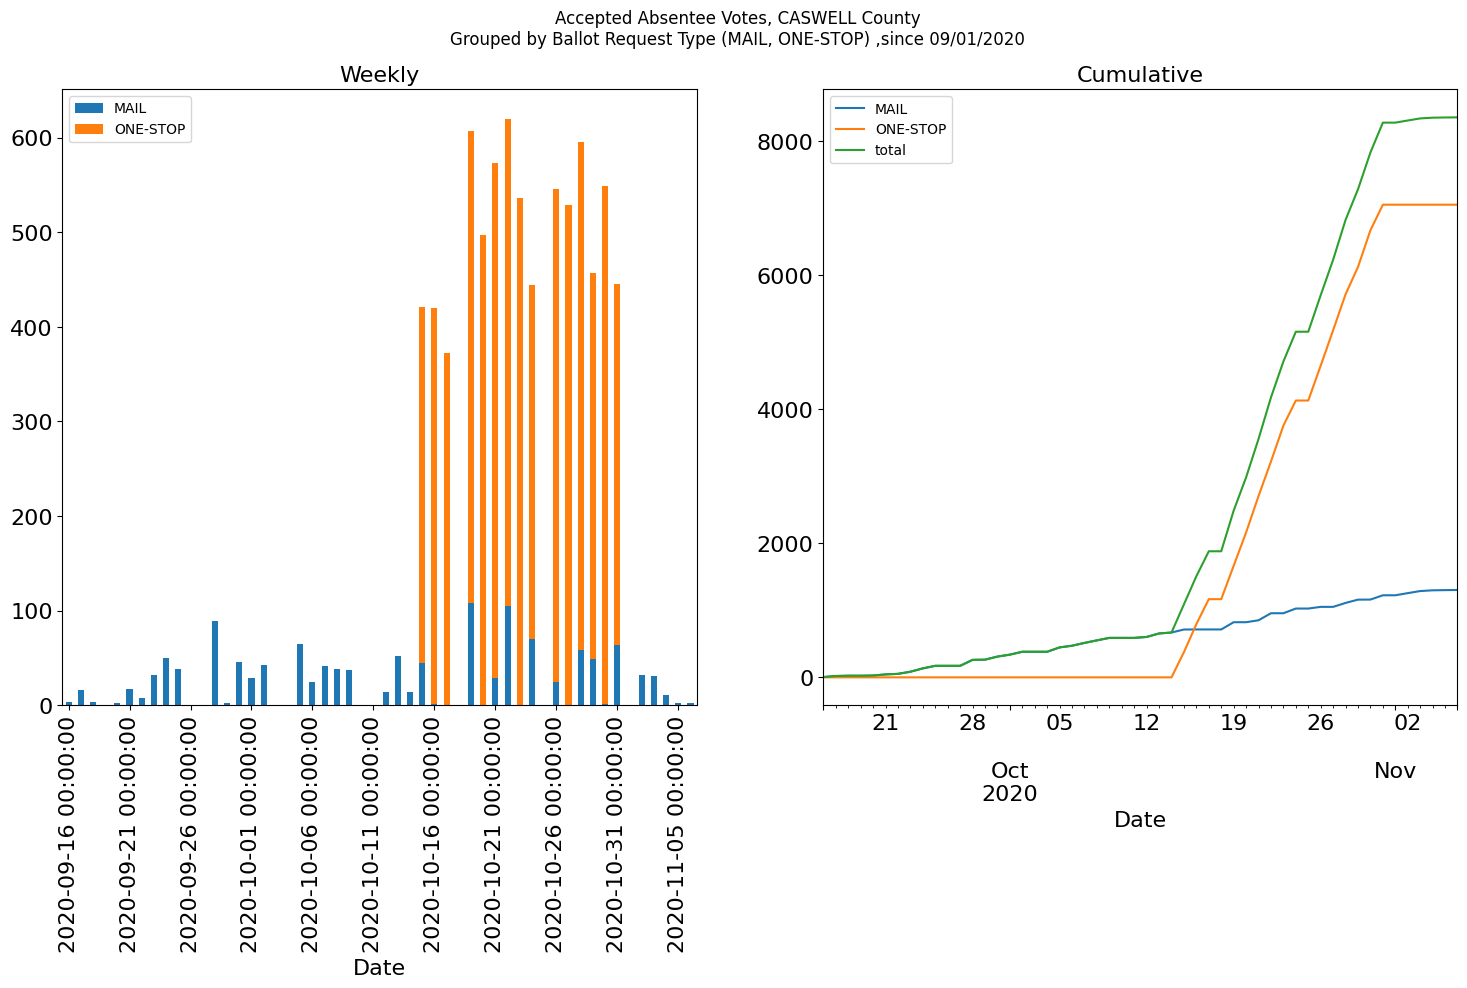 Accepted Absentee Votes, CASWELL County
Grouped by Ballot Request Type (MAIL, ONE-STOP) ,since 09/01/2020
Weekly
MAIL
ONE-STOP
600
500
400
300
200
100
0
2020-09-16 00:00:00
2020-09-21 00:00:00
2020-09-26 00:00:00
2020-10-01 00:00:00
2020-10-06 00:00:00
2020-10-11 00:00:00
2020-10-16 00:00:00
2020-10-21 00:00:00
2020-10-26 00:00:00
2020-10-31 00:00:00
2020-11-05 00:00:00
Date
Cumulative
MAIL
ONE-STOP
total
8000
6000
4000
2000
0
21 28 05 12 19 26 02
Oct Nov
2020
Date